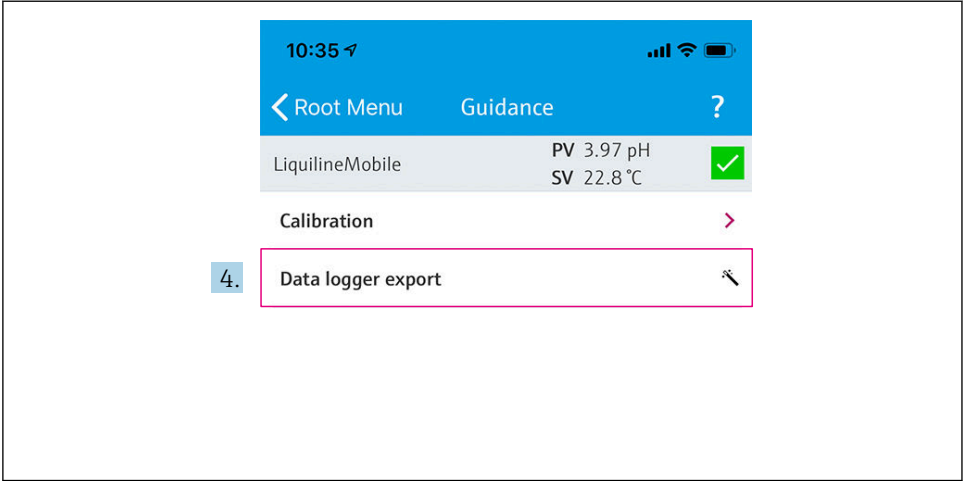 10:35
Root Menu Guidance ?
LiquilineMobile
PV 3.97 pH
SV 22.8 °C
Calibration
4.
Data logger export